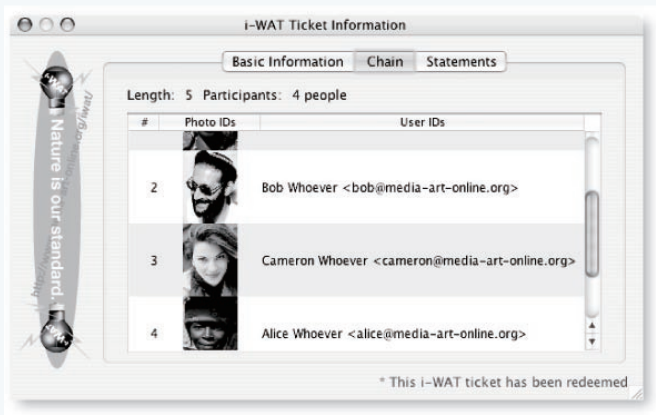 i-WAT Ticket Information
Basic Information Chain Statements
Length: 5 Participants: 4 people
# Photo IDs User IDs
2 Bob Whoever <bob@media-art-online.org>
3 Cameron Whoever <cameron@media-art-online.org>
4 Alice Whoever <alice@media-art-online.org>
Nature is our standard.
* This i-WAT ticket has been redeemed